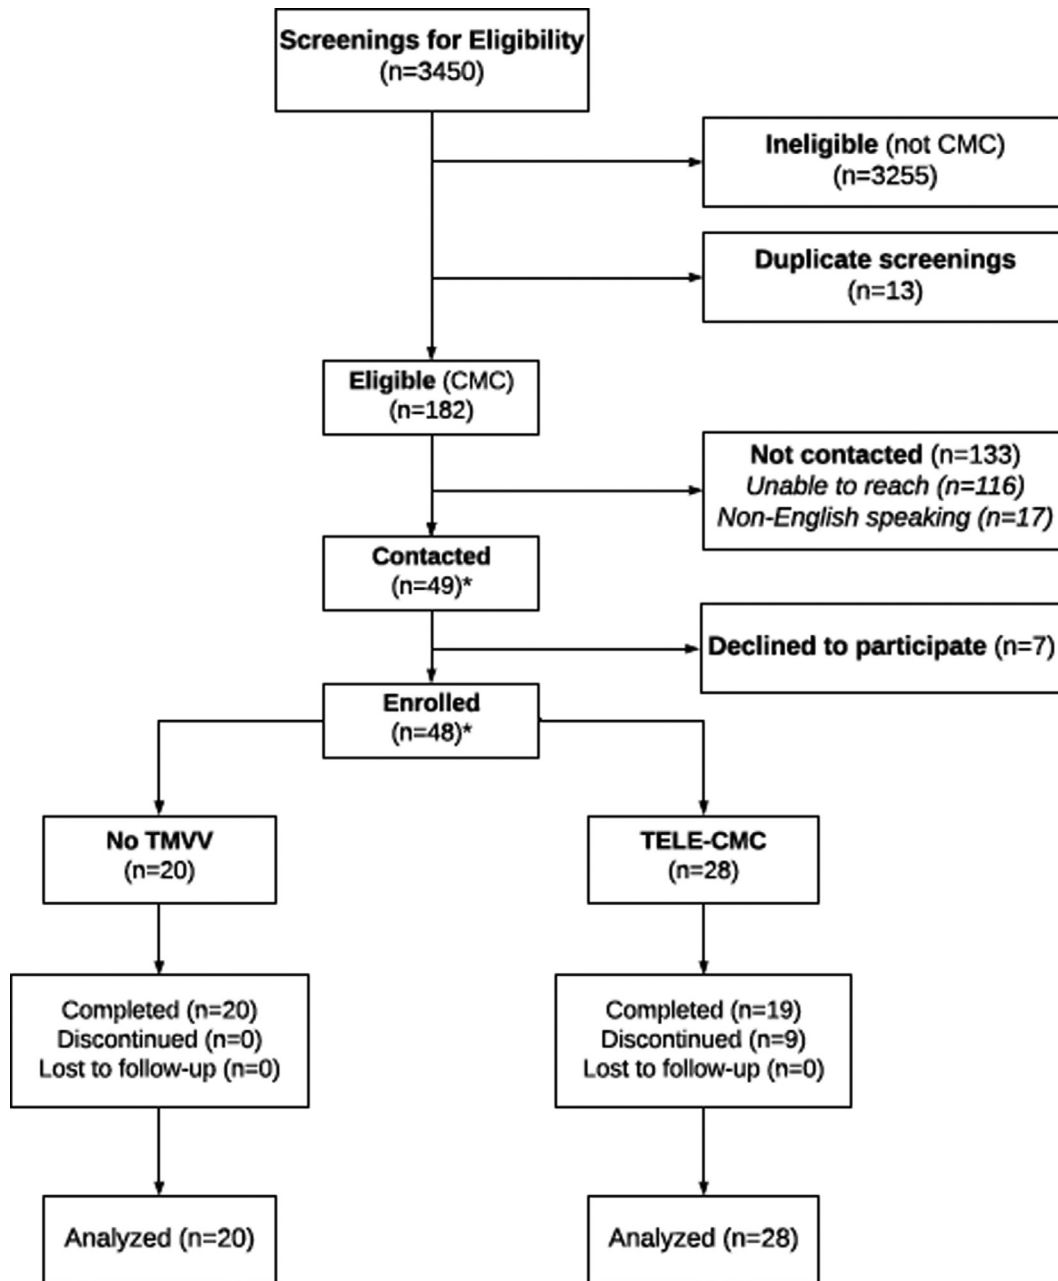 Screenings for Eligibility
(n=3450)
Ineligible (not CMC)
(n=3255)
Duplicate screenings
(n=13)
Eligible (CMC)
(n=182)
Not contacted (n=133)
Unable to reach (n=116)
Non-English speaking (n=17)
Contacted
(n=49)*
Declined to participate (n=7)
Enrolled
(n=48)*
No TMVV
(n=20)
TELE-CMC
(n=28)
Completed (n=20)
Discontinued (n=0)
Lost to follow-up (n=0)
Completed (n=19)
Discontinued (n=9)
Lost to follow-up (n=0)
Analyzed (n=20)
Analyzed (n=28)